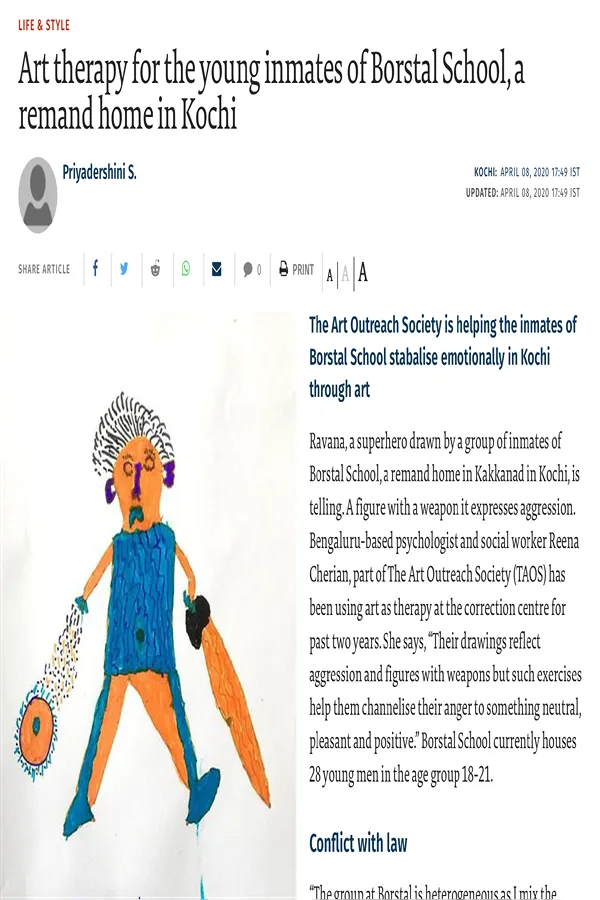 LIFE & STYLE
Art therapy for the young inmates of Borstal School, a
remand home in Kochi
Priyadershini S.
KOCHI: APRIL 08, 2020 17:49 IST
UPDATED: APRIL 08, 2020 17:49 IST
SHARE ARTICLE
0
PRINT
A A A
The Art Outreach Society is helping the inmates of
Borstal School stabalise emotionally in Kochi
through art
Ravana, a superhero drawn by a group of inmates of
Borstal School, a remand home in Kakkanad in Kochi, is
telling. A figure with a weapon it expresses aggression.
Bengaluru-based psychologist and social worker Reena
Cherian, part of The Art Outreach Society (TAOS) has
been using art as therapy at the correction centre for
past two years. She says, “Their drawings reflect
aggression and figures with weapons but such exercises
help them channelise their anger to something neutral,
pleasant and positive.” Borstal School currently houses
28 young men in the age group 18-21.
Conflict with law
“The group at Borstal is heterogeneous as I mix the